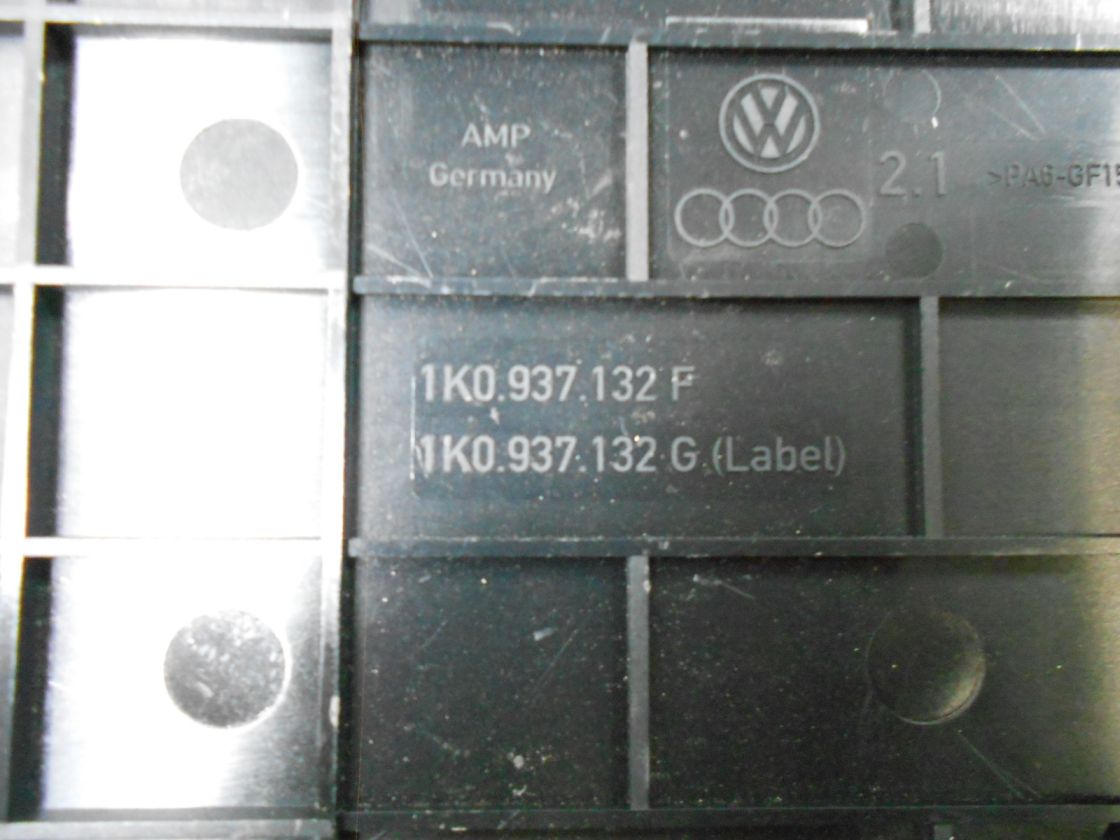 AMP
Germany
2.1
>PA6-GF15
1K0.937.132 F
1K0.937.132 G (Label)